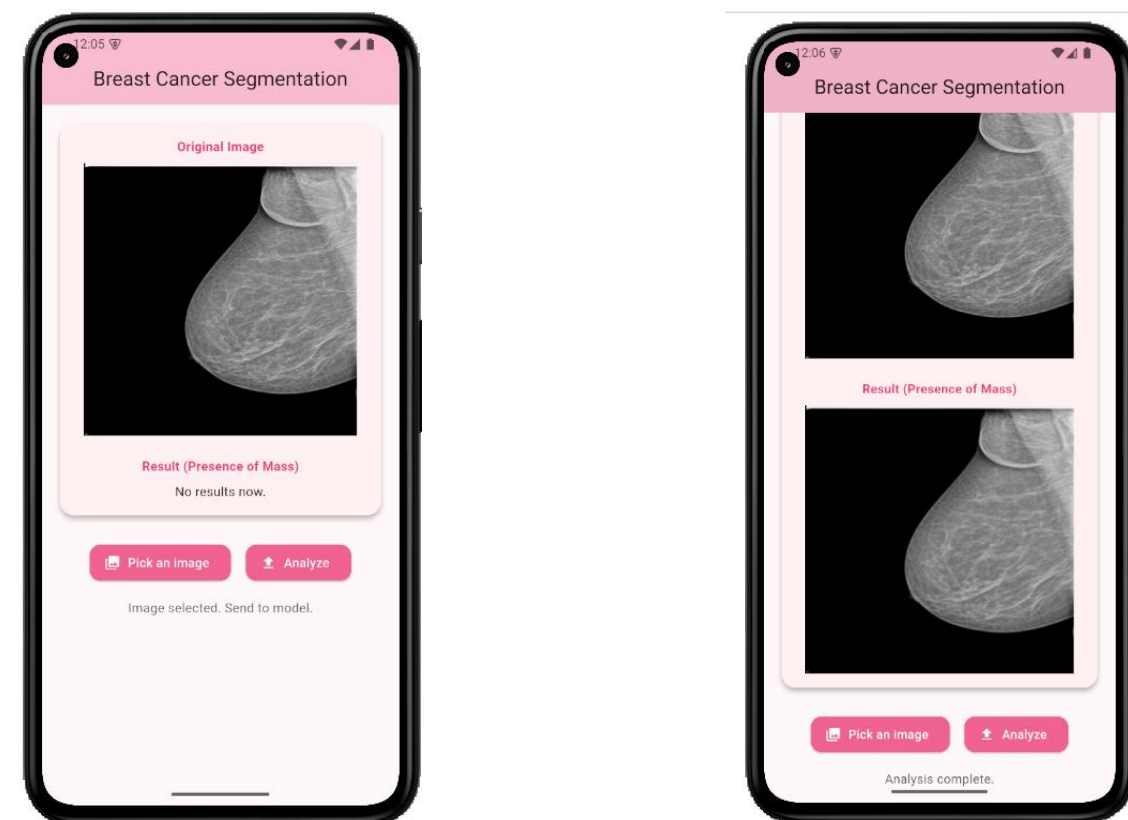 12:05
Breast Cancer Segmentation
Original Image
Result (Presence of Mass)
No results now.
Pick an image
Analyze
Image selected. Send to model.
12:06
Breast Cancer Segmentation
Result (Presence of Mass)
Pick an image
Analyze
Analysis complete.